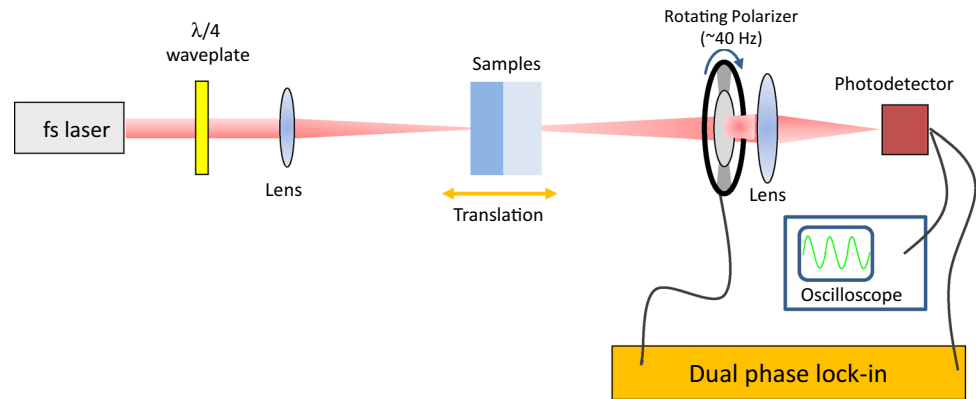 λ/4
waveplate
fs laser
Lens
Samples
Translation
Rotating Polarizer
(~40 Hz)
Lens
Photodetector
Oscilloscope
Dual phase lock-in